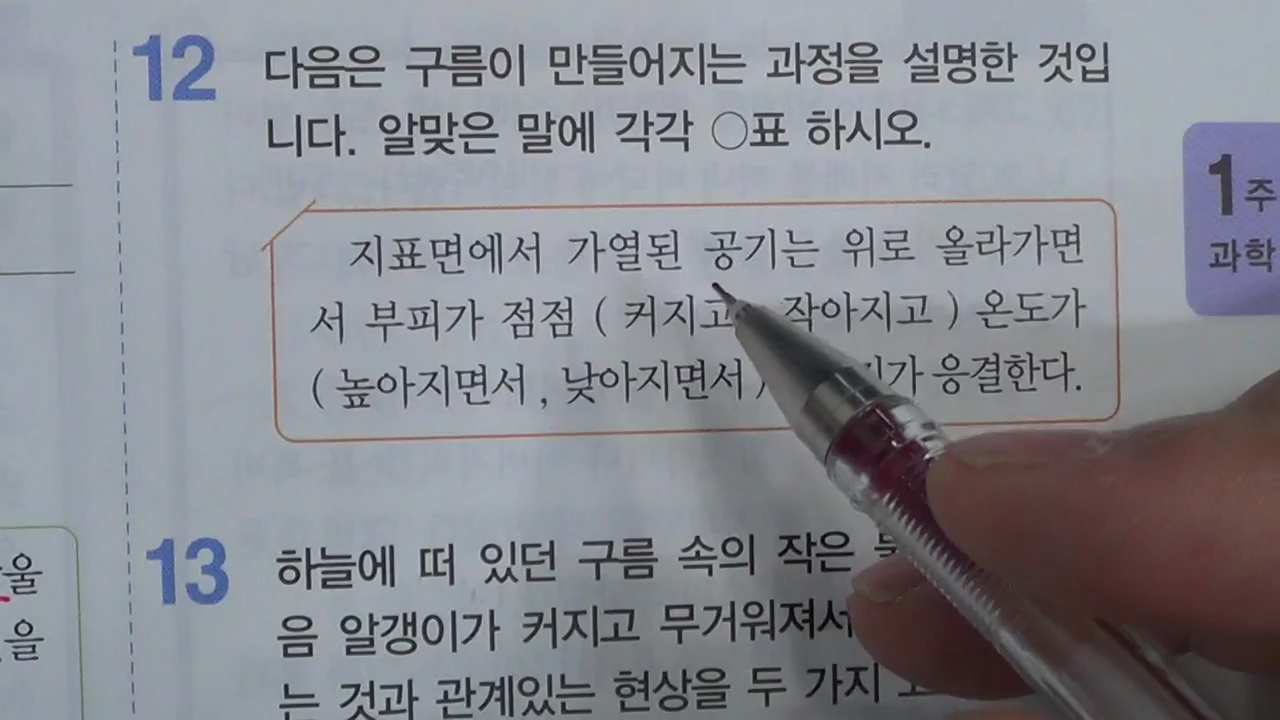 12 다음은 구름이 만들어지는 과정을 설명한 것입
니다. 알맞은 말에 각각 ○표 하시오.
지표면에서 가열된 공기는 위로 올라가면
서 부피가 점점 ( 커지고 작아지고 ) 온도가
( 높아지면서 , 낮아지면서 ) 응결한다.
13 하늘에 떠 있던 구름 속의 작은
음 알갱이가 커지고 무거워져서
는 것과 관계있는 현상을 두 가지
1주
과학
울
을